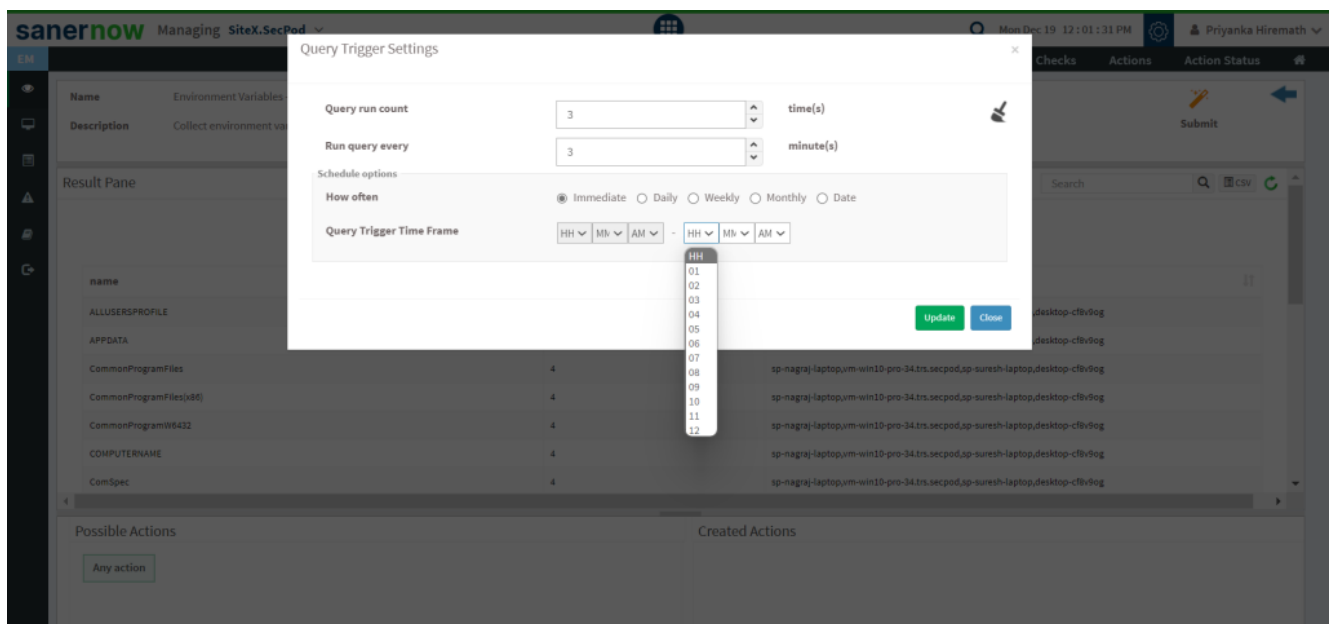 sanernow Managing SiteX.SecPod
Mon Dec 19 12:01:31 PM Priyanka Hiremath
EM
Checks Actions Action Status
Query Trigger Settings ×
Name Environment Variables
Description Collect environment va
Submit
Query run count 3 time(s)
Run query every 3 minute(s)
Schedule options
How often Immediate Daily Weekly Monthly Date
Query Trigger Time Frame HH MM AM - HH MM AM
HH
01
02
03
04
05
06
07
08
09
10
11
12
Update Close
Result Pane Search CSV
name
ALLUSERSPROFILE ,desktop-cf8v9og
APPDATA ,desktop-cf8v9og
CommonProgramFiles 4 sp-nagraj-laptop,vm-win10-pro-34.trs.secpod,sp-suresh-laptop,desktop-cf8v9og
CommonProgramFiles(x86) 4 sp-nagraj-laptop,vm-win10-pro-34.trs.secpod,sp-suresh-laptop,desktop-cf8v9og
CommonProgramW6432 4 sp-nagraj-laptop,vm-win10-pro-34.trs.secpod,sp-suresh-laptop,desktop-cf8v9og
COMPUTERNAME 4 sp-nagraj-laptop,vm-win10-pro-34.trs.secpod,sp-suresh-laptop,desktop-cf8v9og
ComSpec 4 sp-nagraj-laptop,vm-win10-pro-34.trs.secpod,sp-suresh-laptop,desktop-cf8v9og
Possible Actions Created Actions
Any action